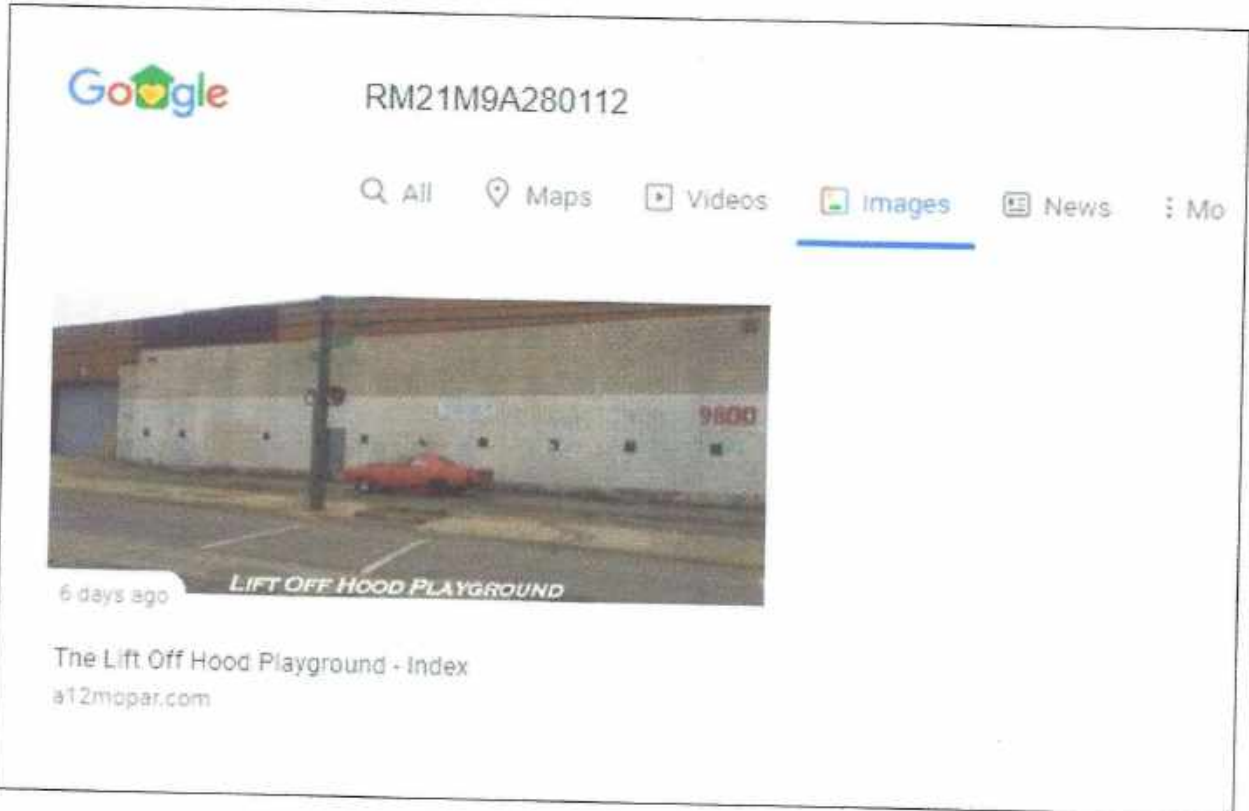 Google
RM21M9A280112
All Maps Videos Images News Mo
9800
LIFT OFF HOOD PLAYGROUND
6 days ago
The Lift Off Hood Playground - Index
a12mopar.com